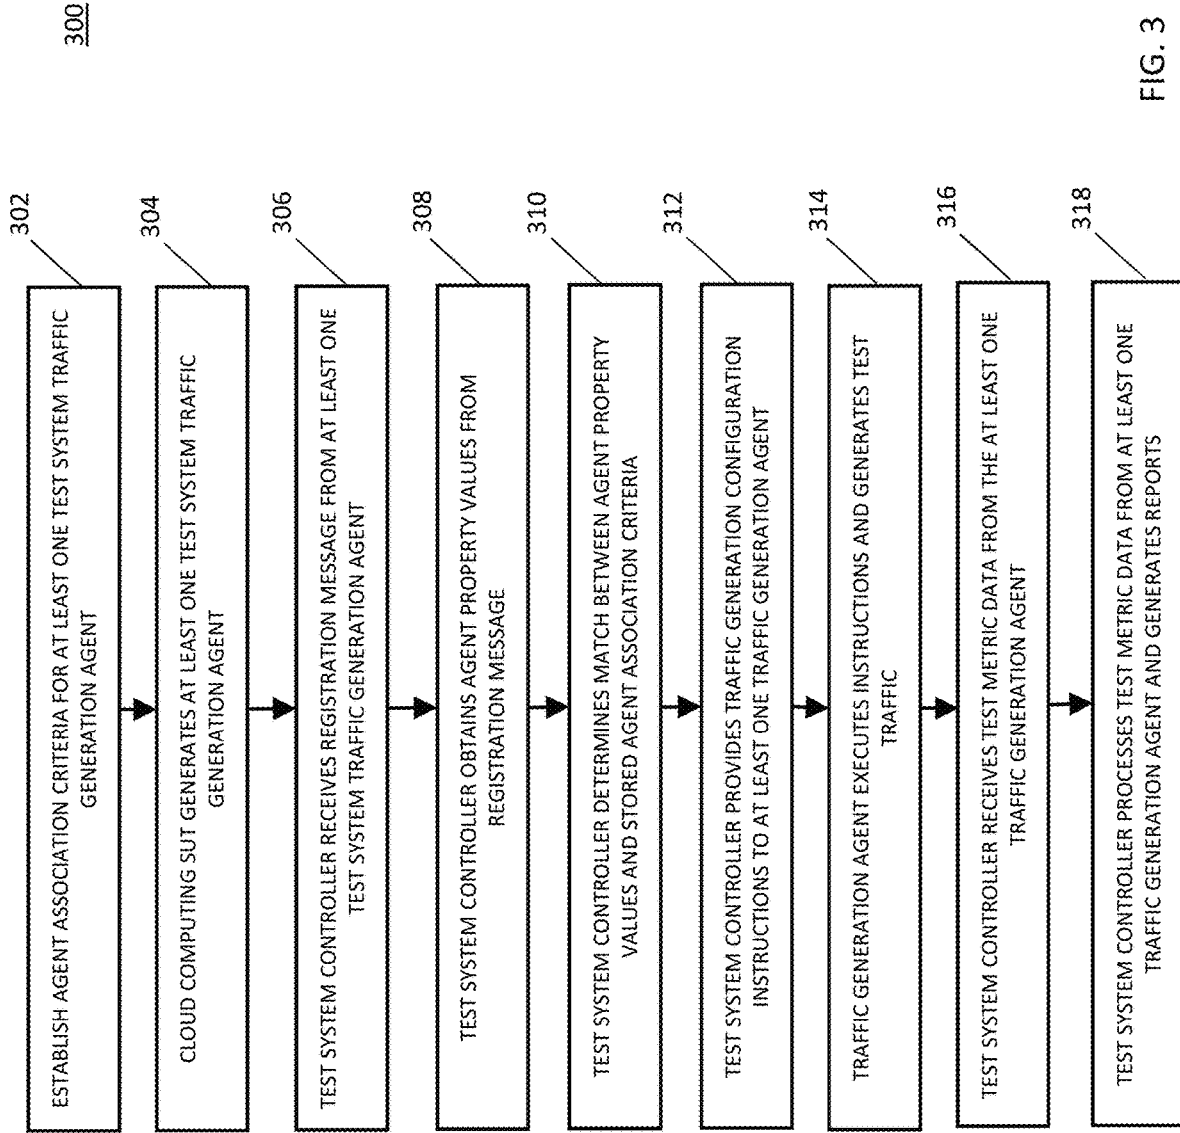 300
302
ESTABLISH AGENT ASSOCIATION CRITERIA FOR AT LEAST ONE TEST SYSTEM TRAFFIC
GENERATION AGENT
304
CLOUD COMPUTING SUT GENERATES AT LEAST ONE TEST SYSTEM TRAFFIC
GENERATION AGENT
306
TEST SYSTEM CONTROLLER RECEIVES REGISTRATION MESSAGE FROM AT LEAST ONE
TEST SYSTEM TRAFFIC GENERATION AGENT
308
TEST SYSTEM CONTROLLER OBTAINS AGENT PROPERTY VALUES FROM
REGISTRATION MESSAGE
310
TEST SYSTEM CONTROLLER DETERMINES MATCH BETWEEN AGENT PROPERTY
VALUES AND STORED AGENT ASSOCIATION CRITERIA
312
TEST SYSTEM CONTROLLER PROVIDES TRAFFIC GENERATION CONFIGURATION
INSTRUCTIONS TO AT LEAST ONE TRAFFIC GENERATION AGENT
314
TRAFFIC GENERATION AGENT EXECUTES INSTRUCTIONS AND GENERATES TEST
TRAFFIC
316
TEST SYSTEM CONTROLLER RECEIVES TEST METRIC DATA FROM THE AT LEAST ONE
TRAFFIC GENERATION AGENT
318
TEST SYSTEM CONTROLLER PROCESSES TEST METRIC DATA FROM AT LEAST ONE
TRAFFIC GENERATION AGENT AND GENERATES REPORTS
FIG. 3